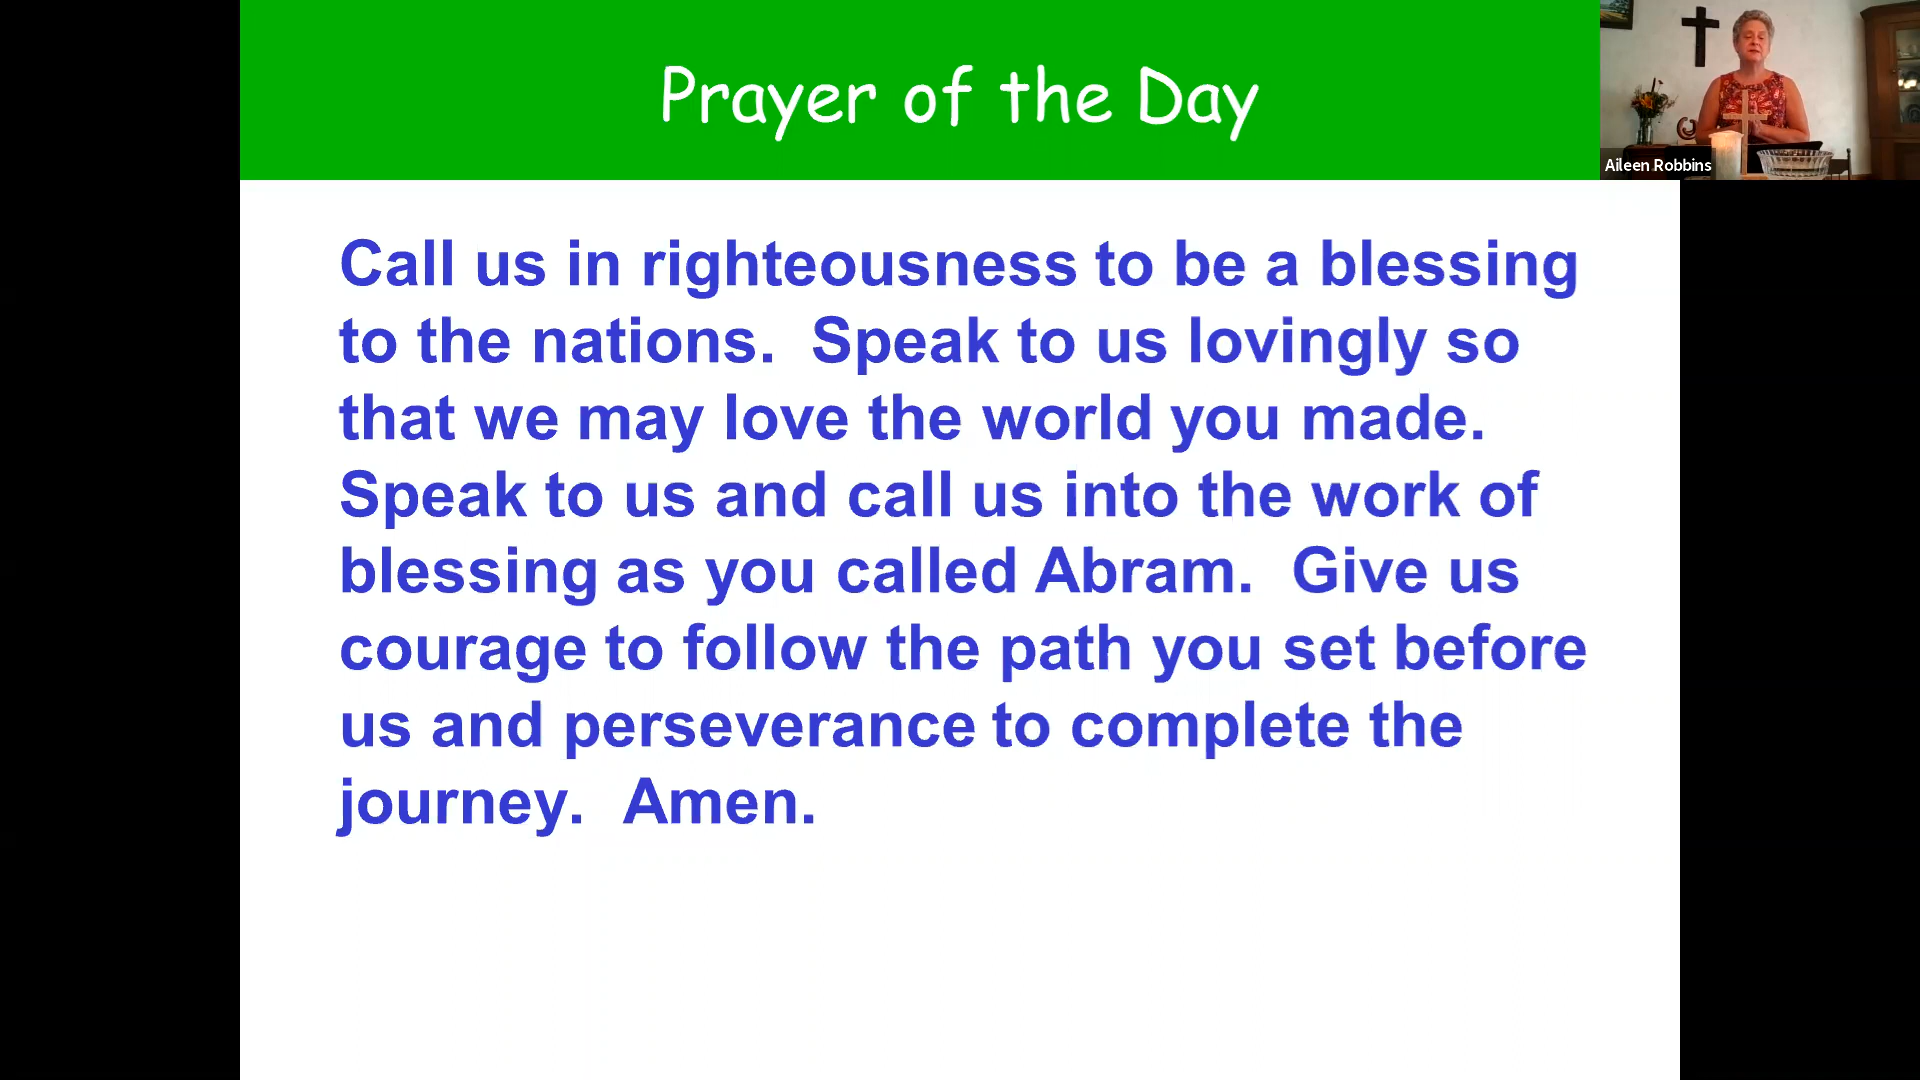 Prayer of the Day
Aileen Robbins
Call us in righteousness to be a blessing
to the nations.  Speak to us lovingly so
that we may love the world you made.
Speak to us and call us into the work of
blessing as you called Abram.  Give us
courage to follow the path you set before
us and perseverance to complete the
journey.  Amen.